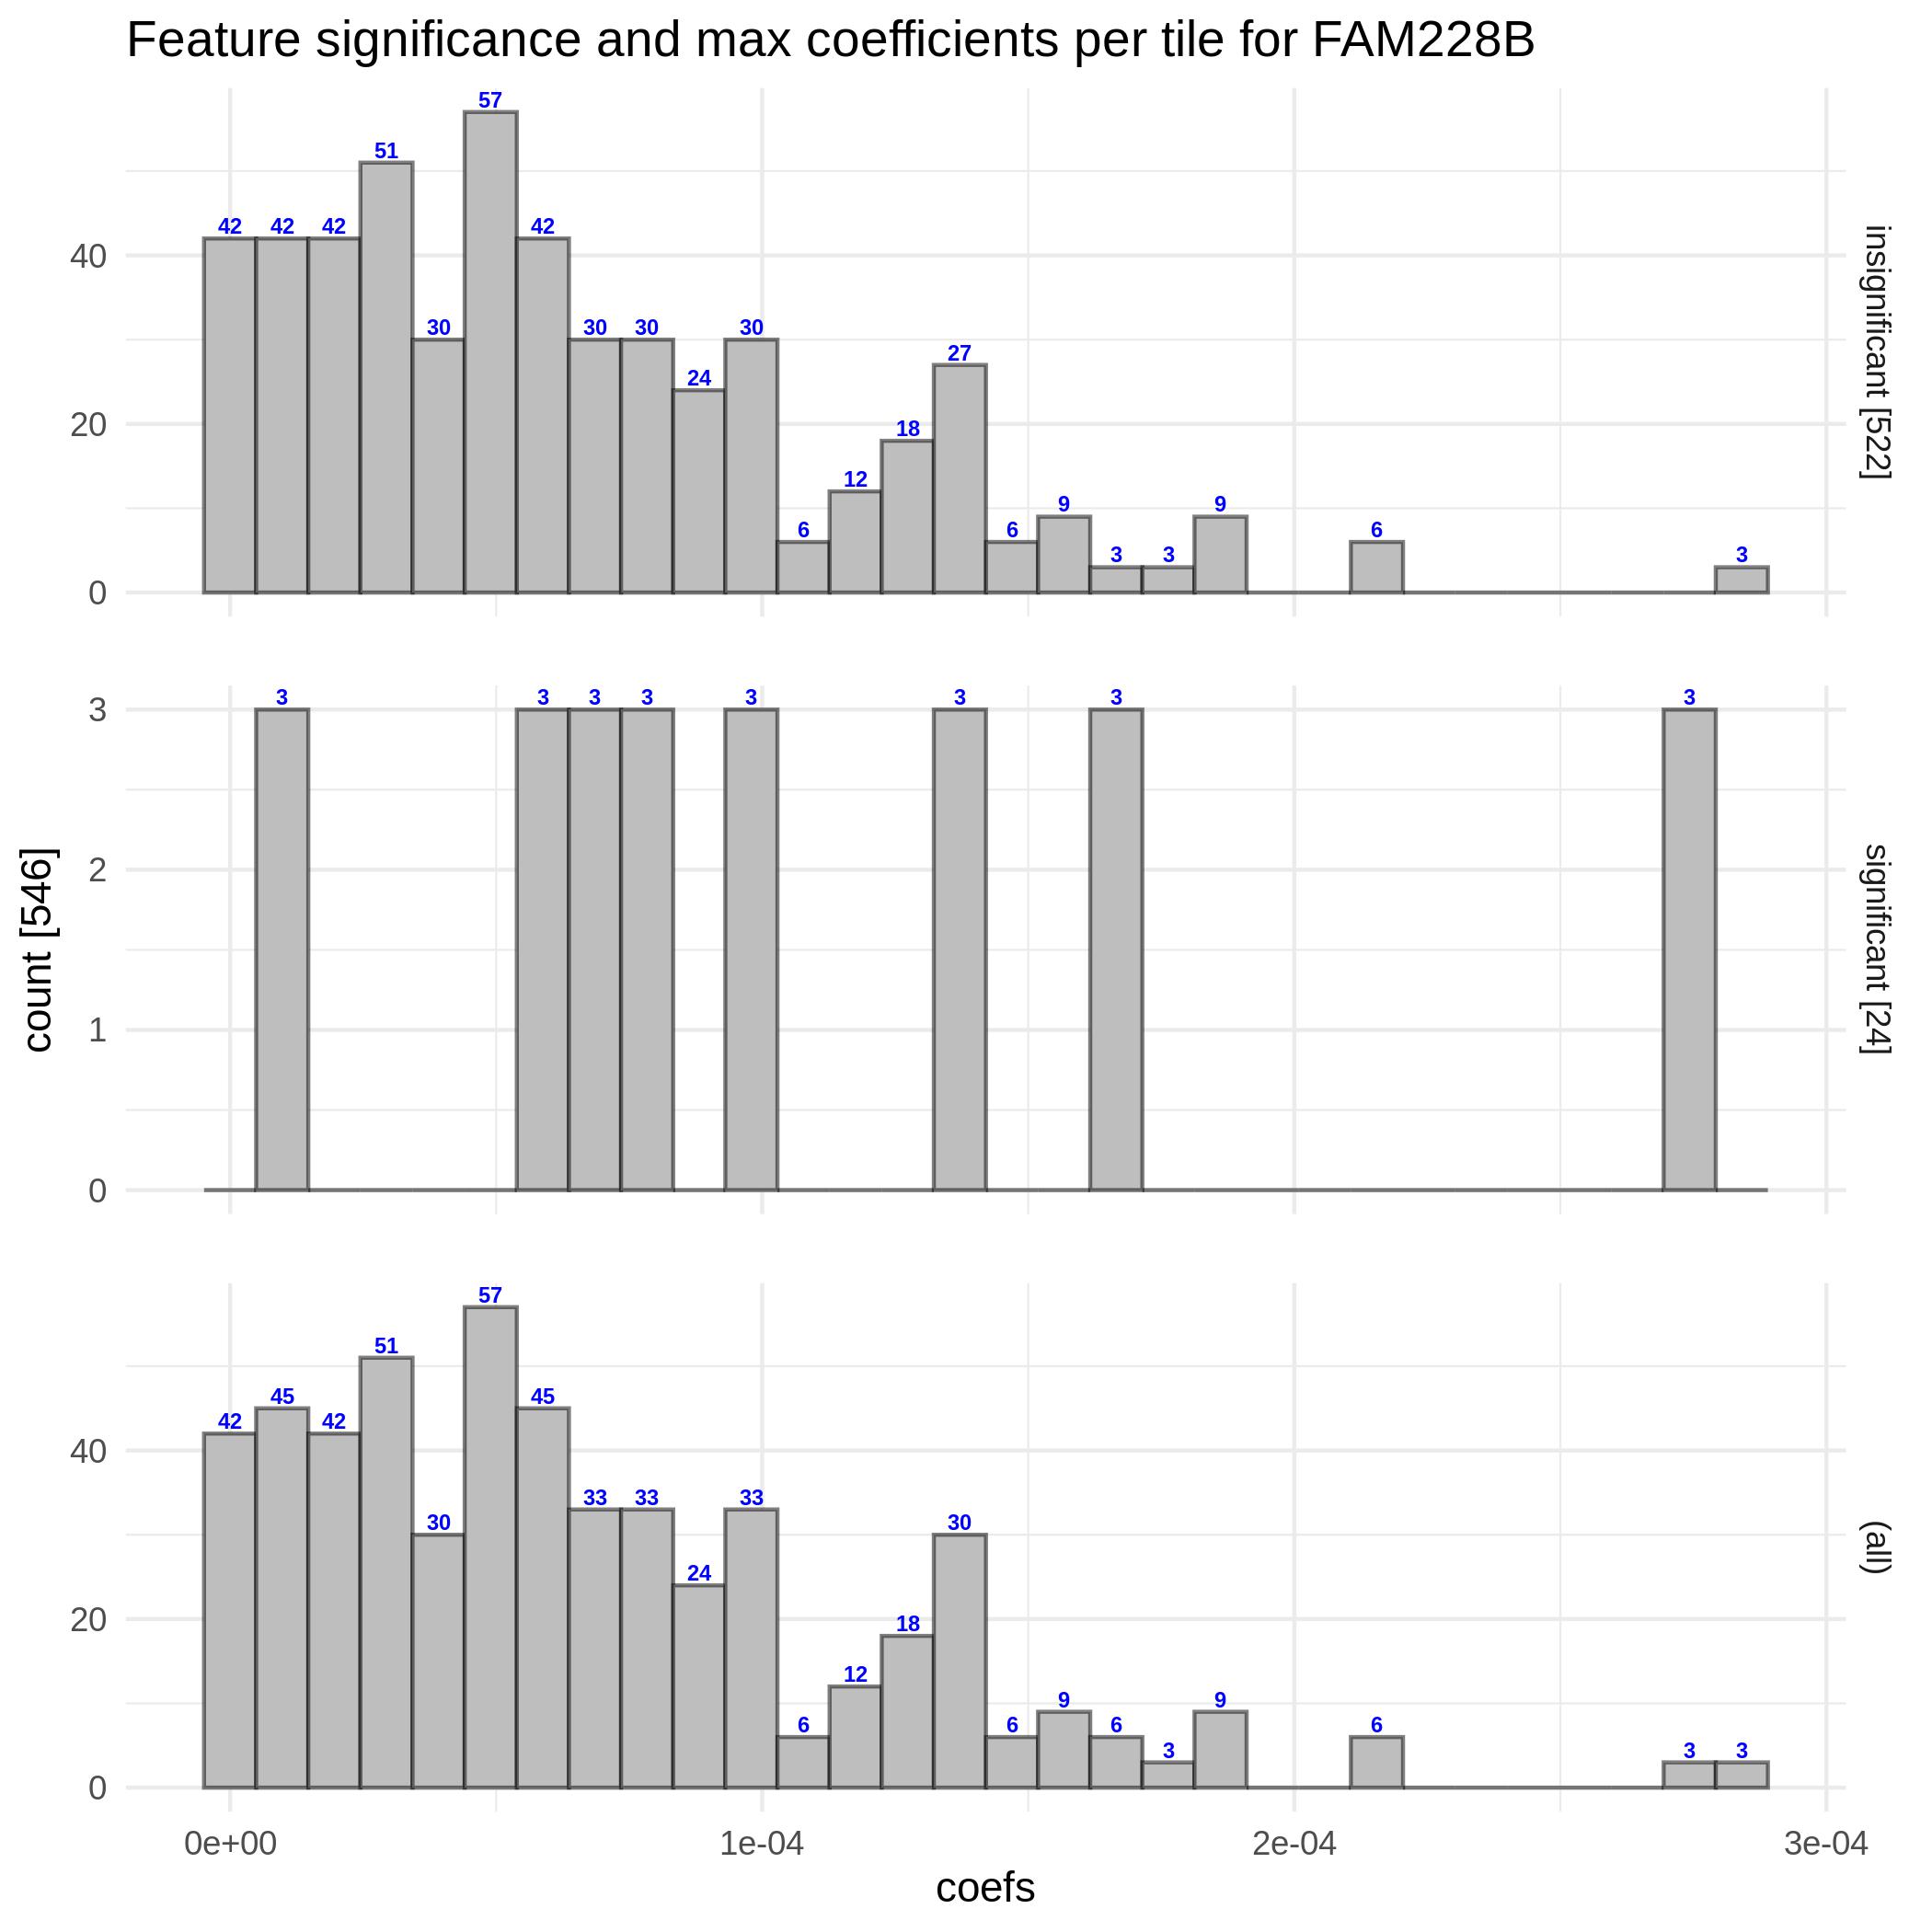 Feature significance and max coefficients per tile for FAM228B
57
51
42 42 42 42
40
30 30 30 30
27
24
20
18
12
9 9
6 6 6
3 3 3
0
insignificant [522]
3 3 3 3 3 3 3 3
3
2
1
0
significant [24]
count [546]
57
51
45 45
42 42
40
33 33 33
30 30
24
20
18
12
9 9
6 6 6 6
3 3 3
0
(all)
0e+00 1e-04 2e-04 3e-04
coefs